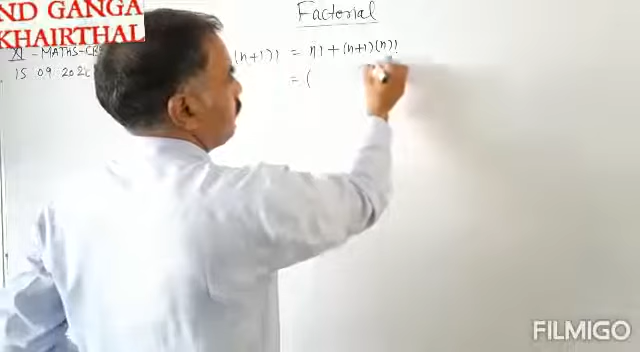 ND GANGA
KHAIRTHAL
Factorial
XI - MATHS-
15.09.202
(n+1)! = n! + (n+1)(n)!
= (
FILMIGO